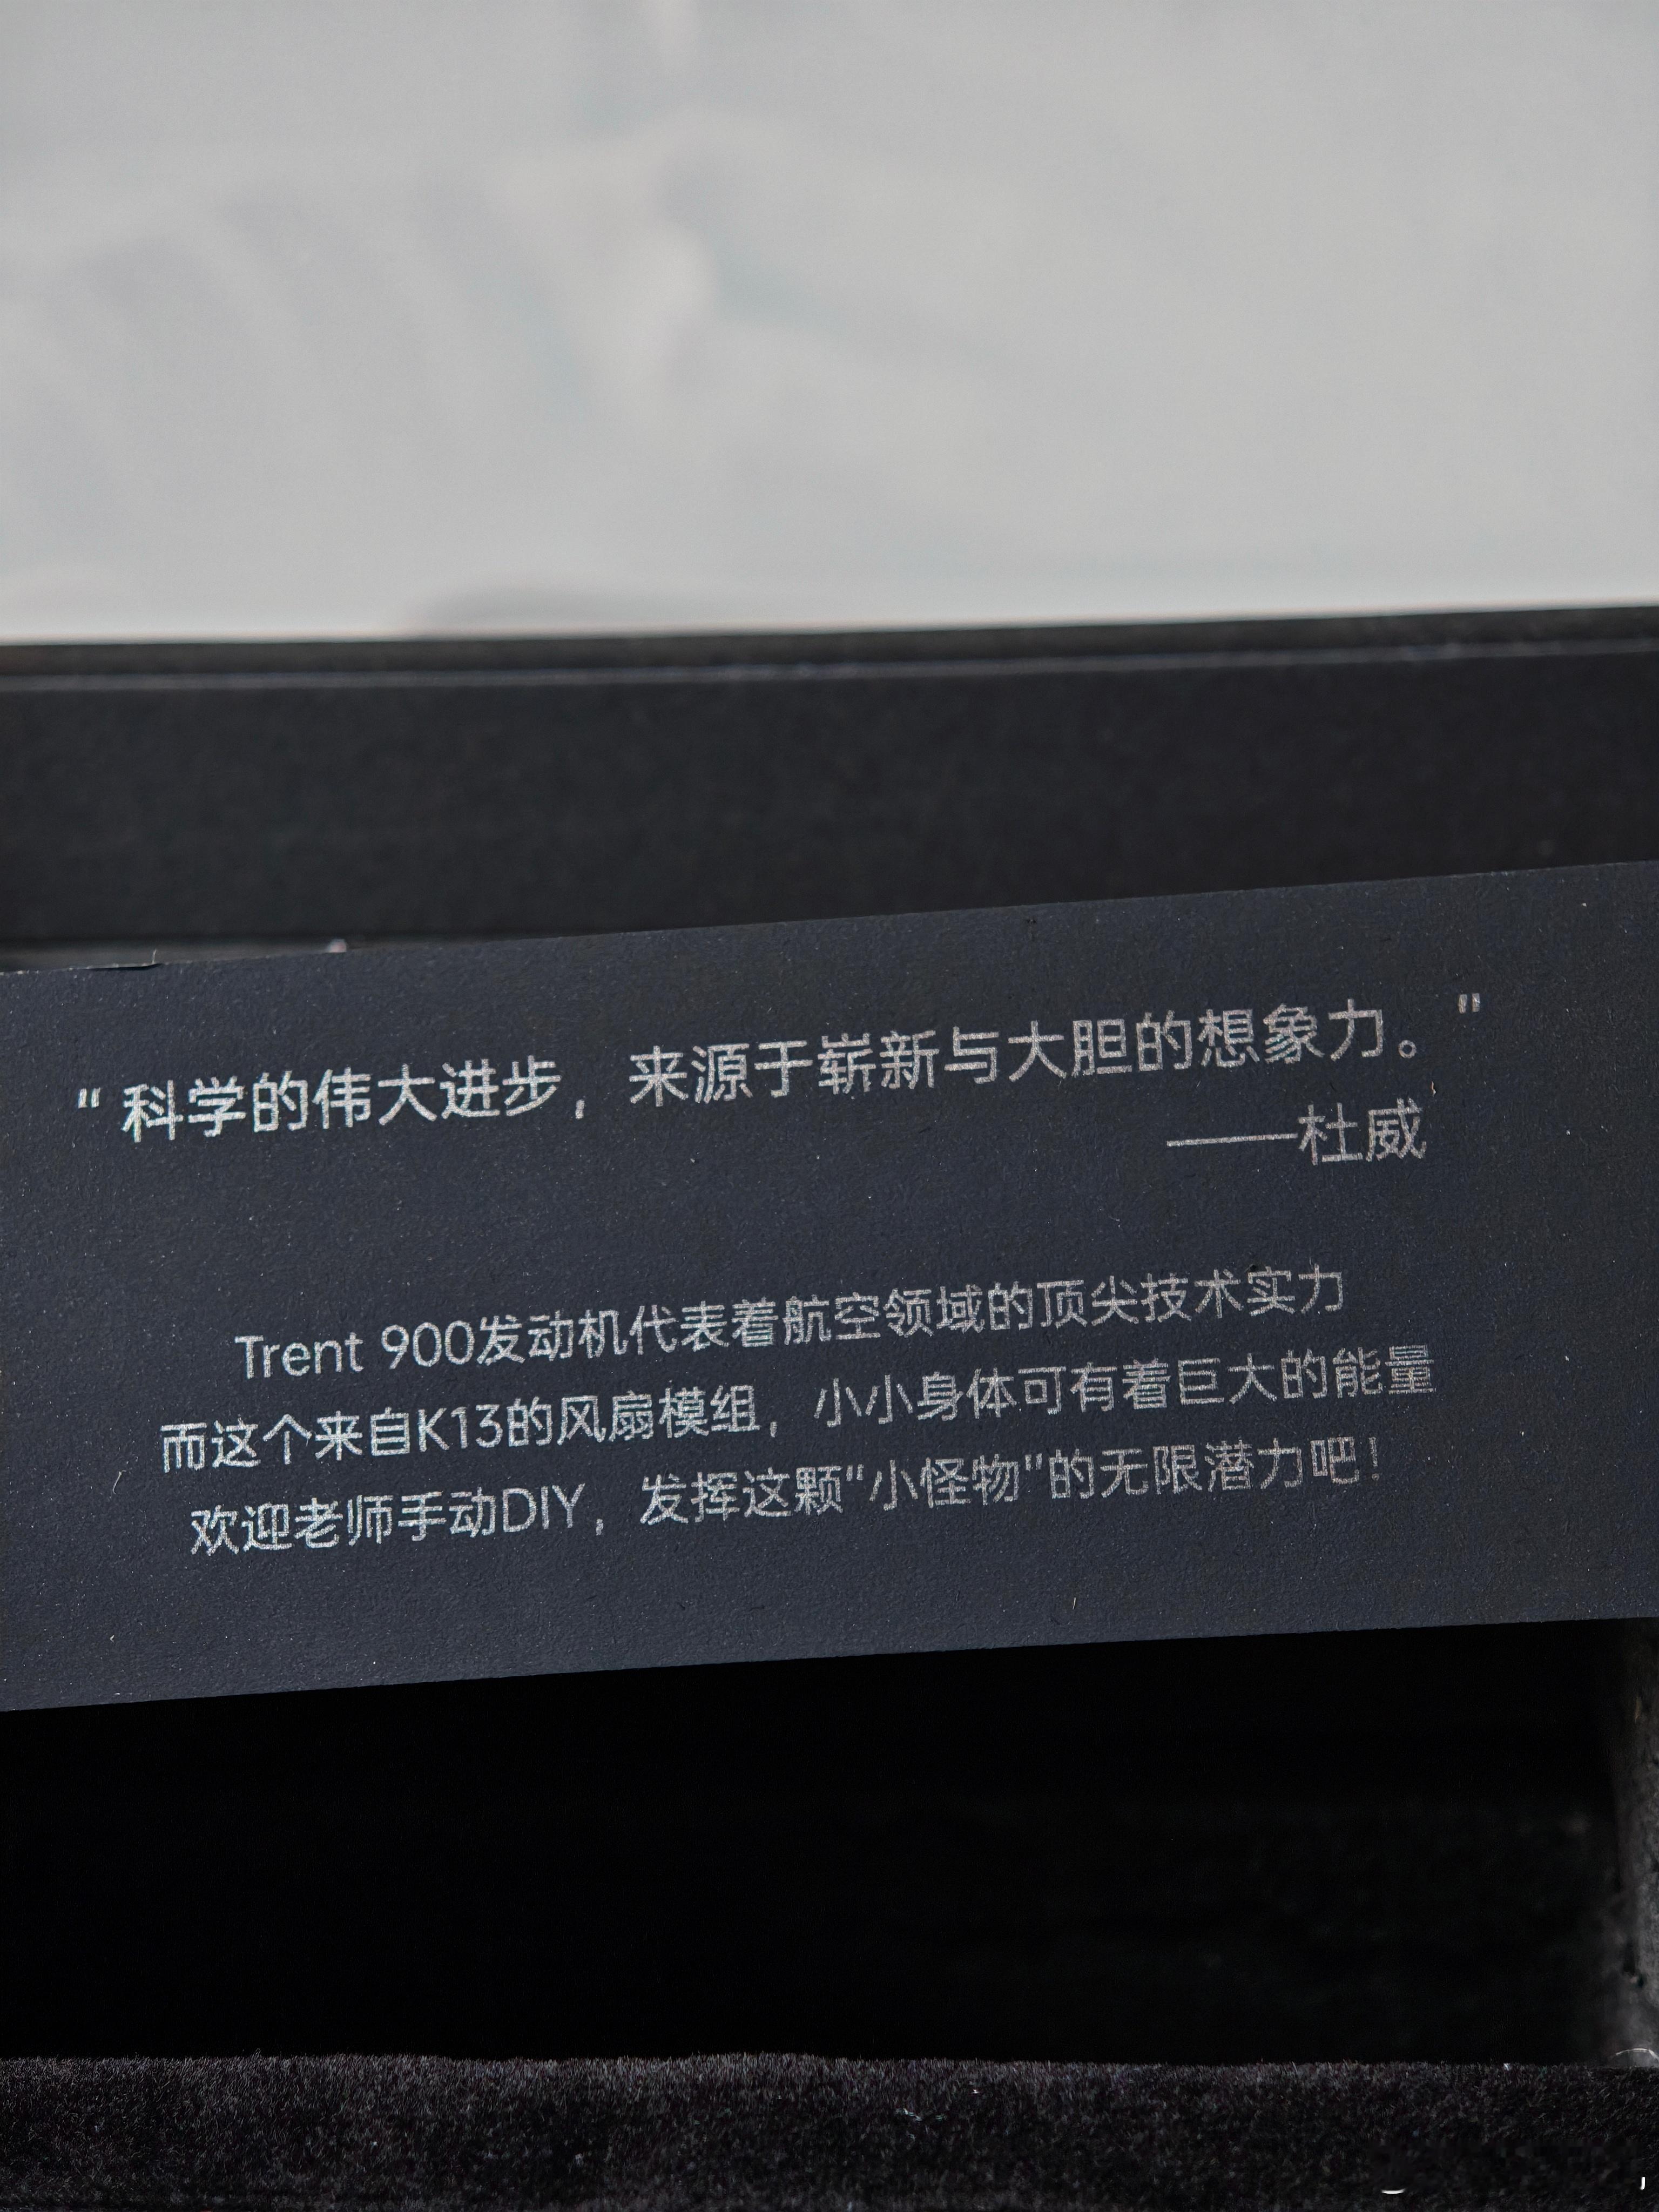 “科学的伟大进步，来源于崭新与大胆的想象力。”
——杜威
Trent 900发动机代表着航空领域的顶尖技术实力
而这个来自K13的风扇模组，小小身体可有着巨大的能量
欢迎老师手动DIY，发挥这颗“小怪物”的无限潜力吧！